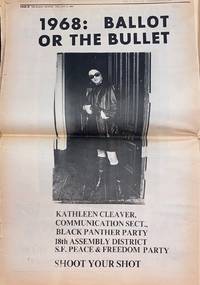 1968: BALLOT
OR THE BULLET
KATHLEEN CLEAVER,
COMMUNICATION SECT.,
BLACK PANTHER PARTY
18th ASSEMBLY DISTRICT
S.F. PEACE & FREEDOM PARTY
SHOOT YOUR SHOT